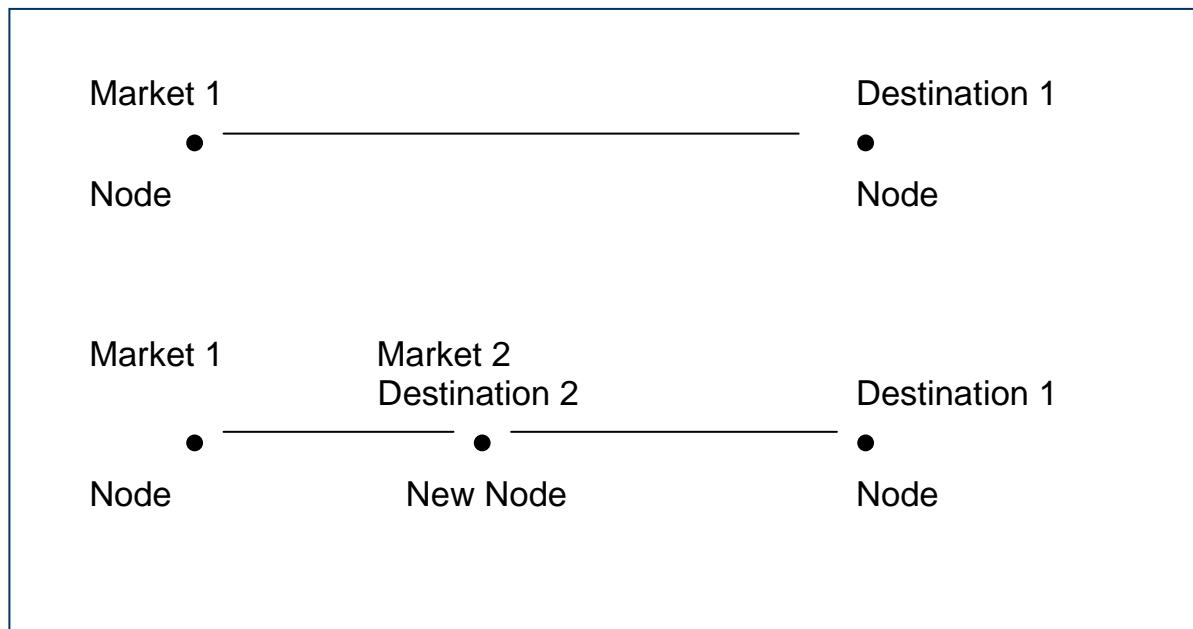 Market 1 Destination 1
Node Node
Market 1 Market 2
Destination 2 Destination 1
Node New Node Node